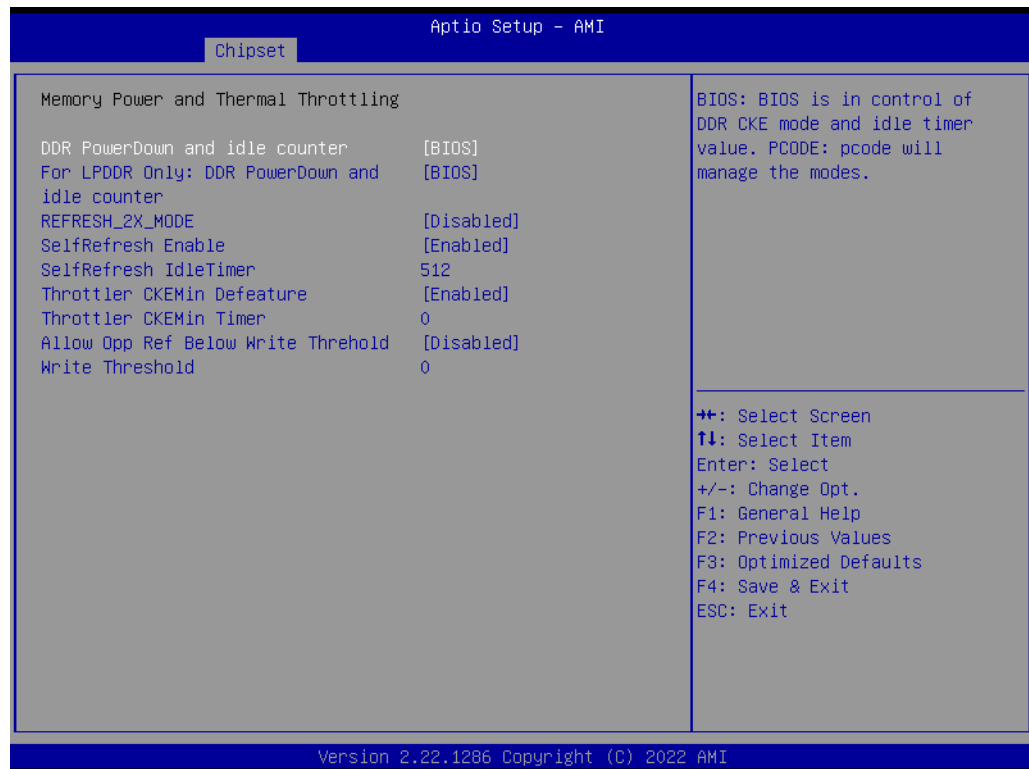 Aptio Setup – AMI
Chipset
Memory Power and Thermal Throttling
DDR PowerDown and idle counter [BIOS]
For LPDDR Only: DDR PowerDown and [BIOS]
idle counter
REFRESH_2X_MODE [Disabled]
SelfRefresh Enable [Enabled]
SelfRefresh IdleTimer 512
Throttler CKEMin Defeature [Enabled]
Throttler CKEMin Timer 0
Allow Opp Ref Below Write Threhold [Disabled]
Write Threshold 0
BIOS: BIOS is in control of
DDR CKE mode and idle timer
value. PCODE: pcode will
manage the modes.
→←: Select Screen
↑↓: Select Item
Enter: Select
+/-: Change Opt.
F1: General Help
F2: Previous Values
F3: Optimized Defaults
F4: Save & Exit
ESC: Exit
Version 2.22.1286 Copyright (C) 2022 AMI